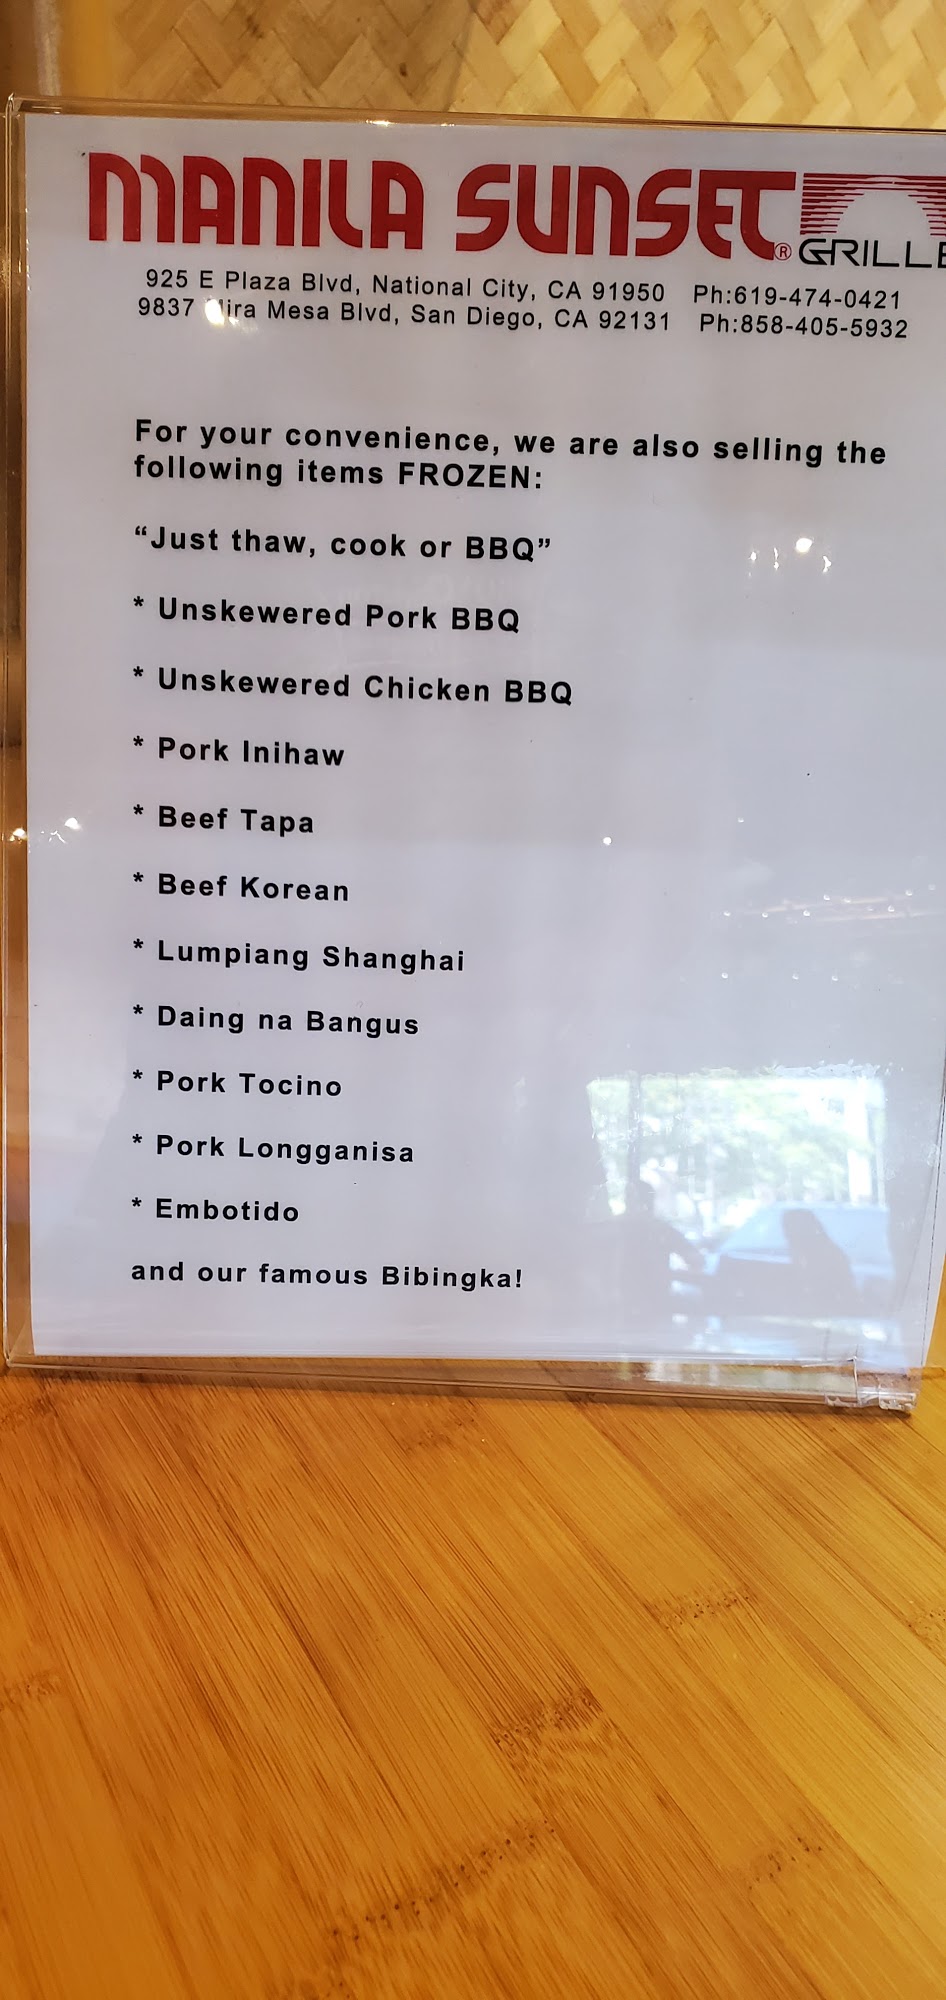 MANILA SUNSET® GRILLE
925 E Plaza Blvd, National City, CA 91950 Ph:619-474-0421
9837 Mira Mesa Blvd, San Diego, CA 92131 Ph:858-405-5932
For your convenience, we are also selling the
following items FROZEN:
“Just thaw, cook or BBQ”
* Unskewered Pork BBQ
* Unskewered Chicken BBQ
* Pork Inihaw
* Beef Tapa
* Beef Korean
* Lumpiang Shanghai
* Daing na Bangus
* Pork Tocino
* Pork Longganisa
* Embotido
and our famous Bibingka!